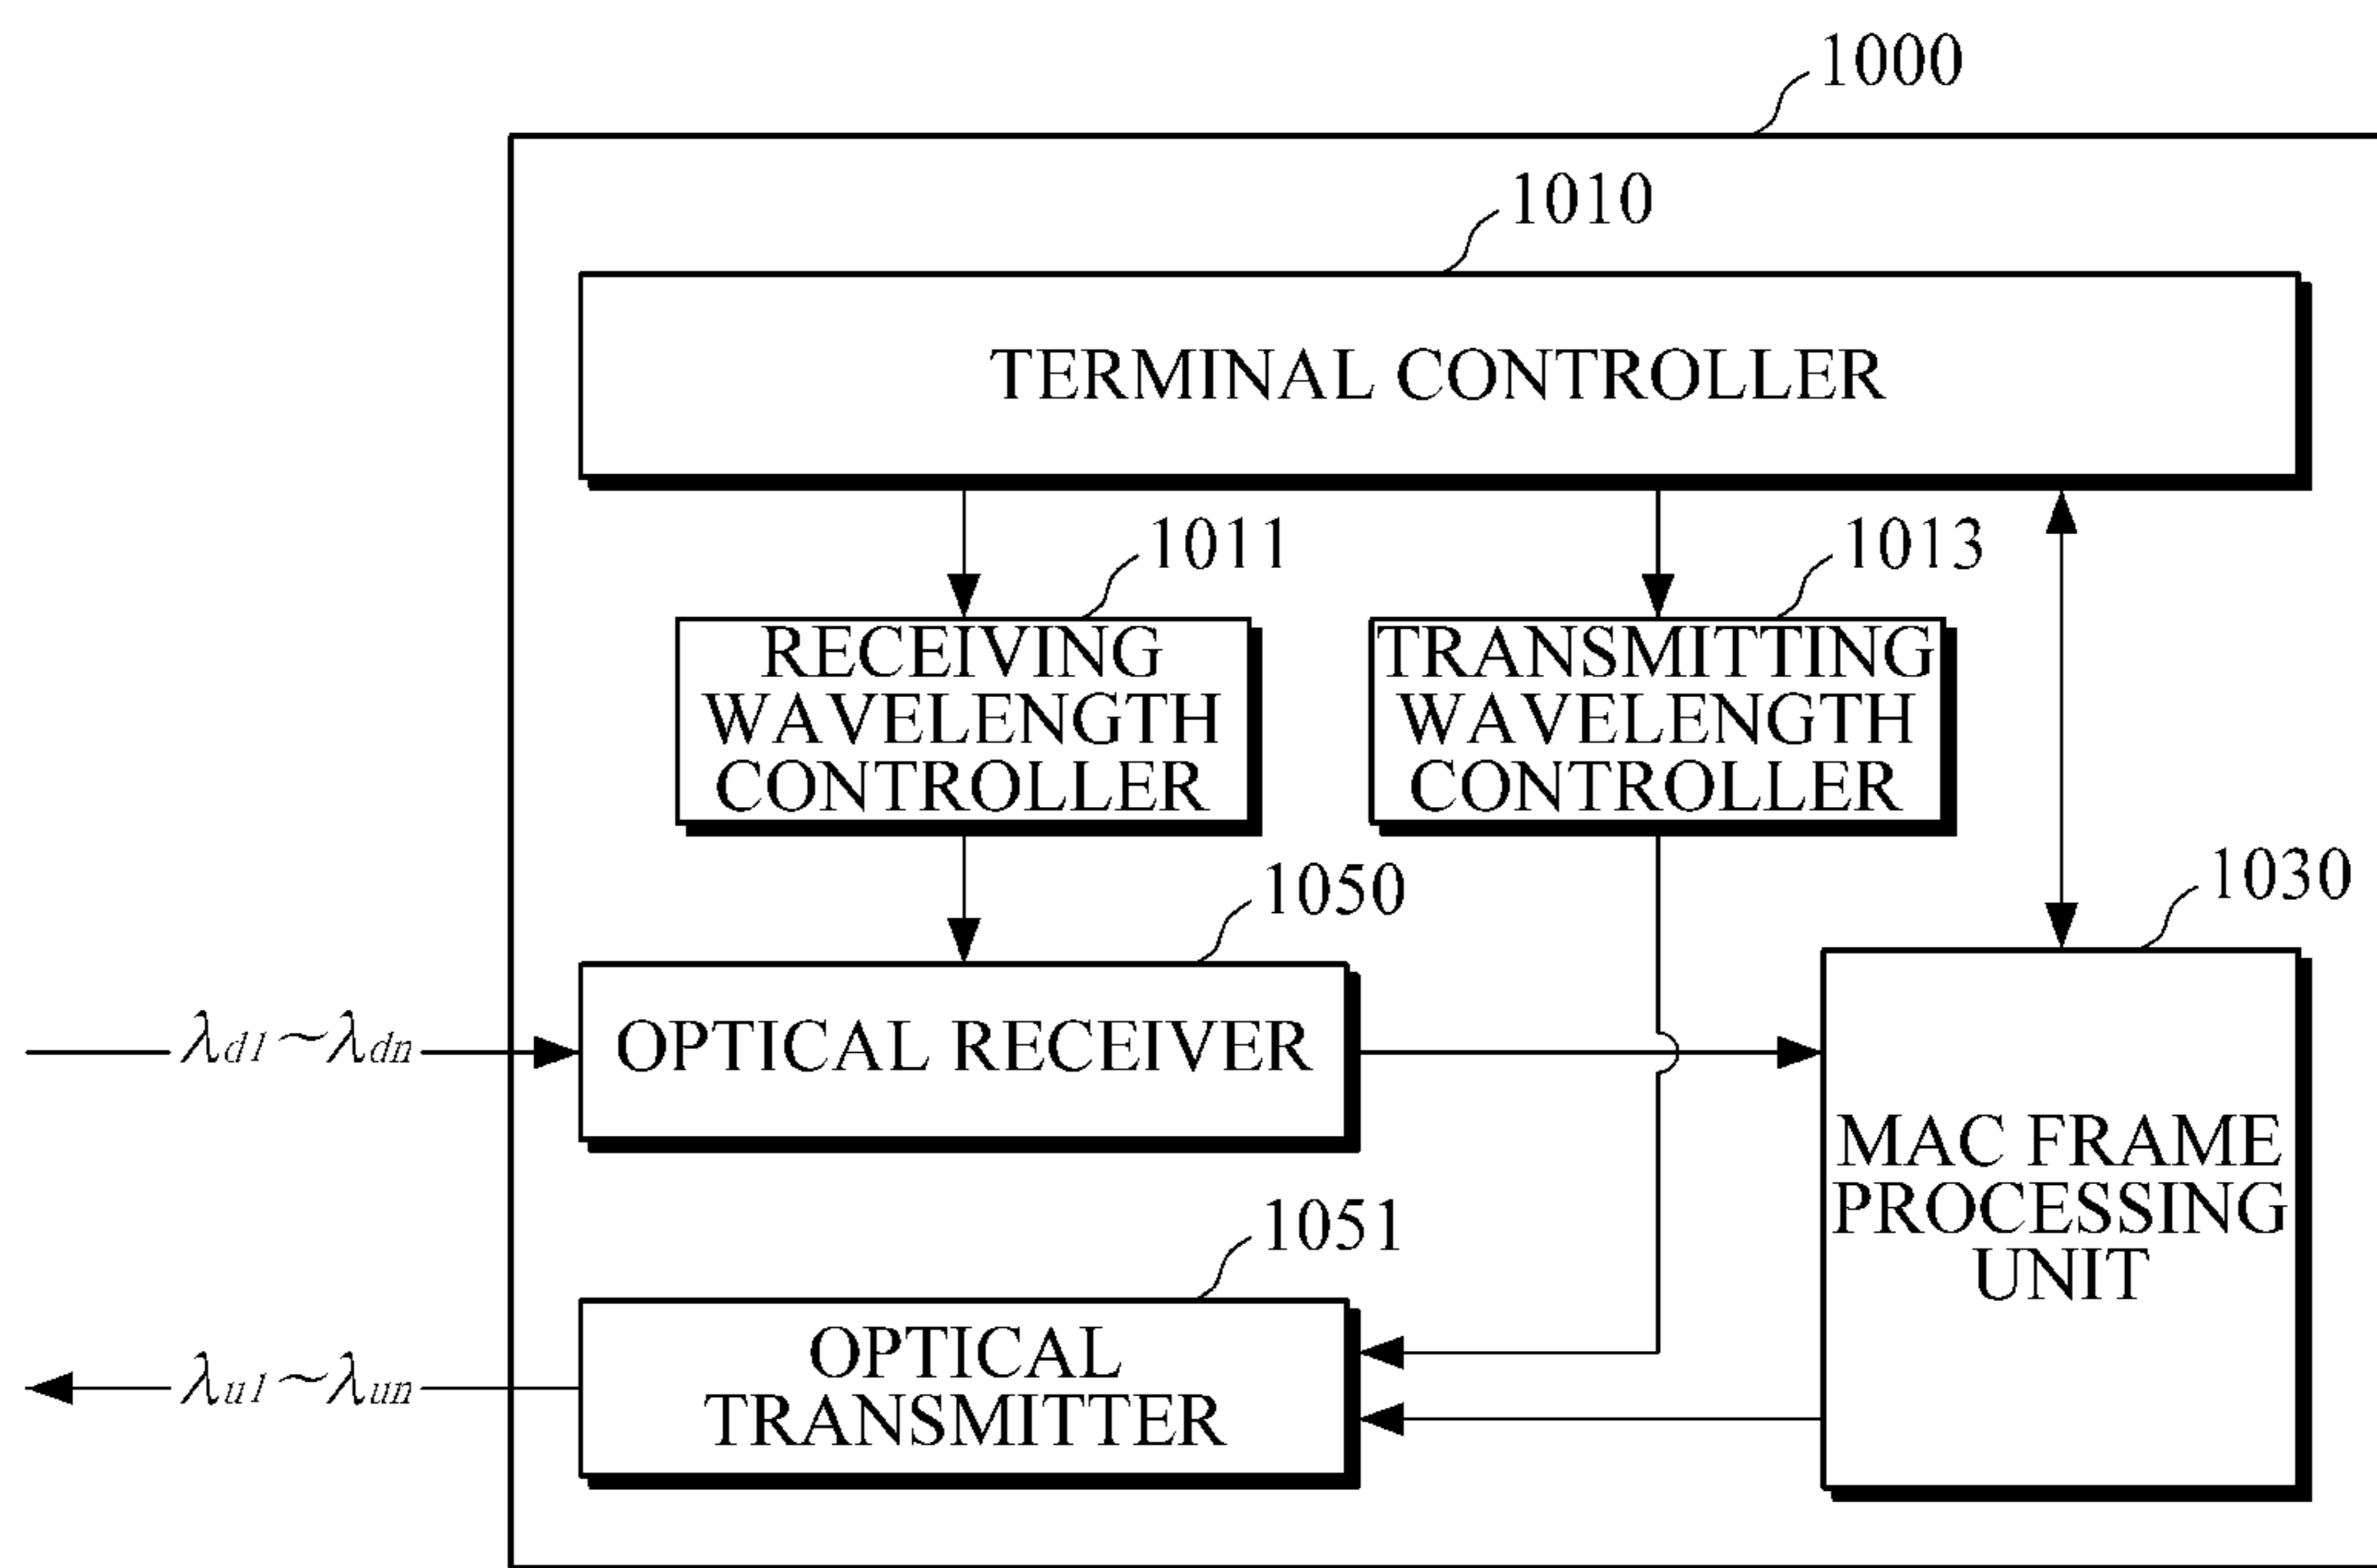 1000
1010
TERMINAL CONTROLLER
1011
1013
RECEIVING
WAVELENGTH
CONTROLLER
TRANSMITTING
WAVELENGTH
CONTROLLER
1050
1030
λd1~λdn
OPTICAL RECEIVER
MAC FRAME
PROCESSING
UNIT
1051
λu1~λun
OPTICAL
TRANSMITTER